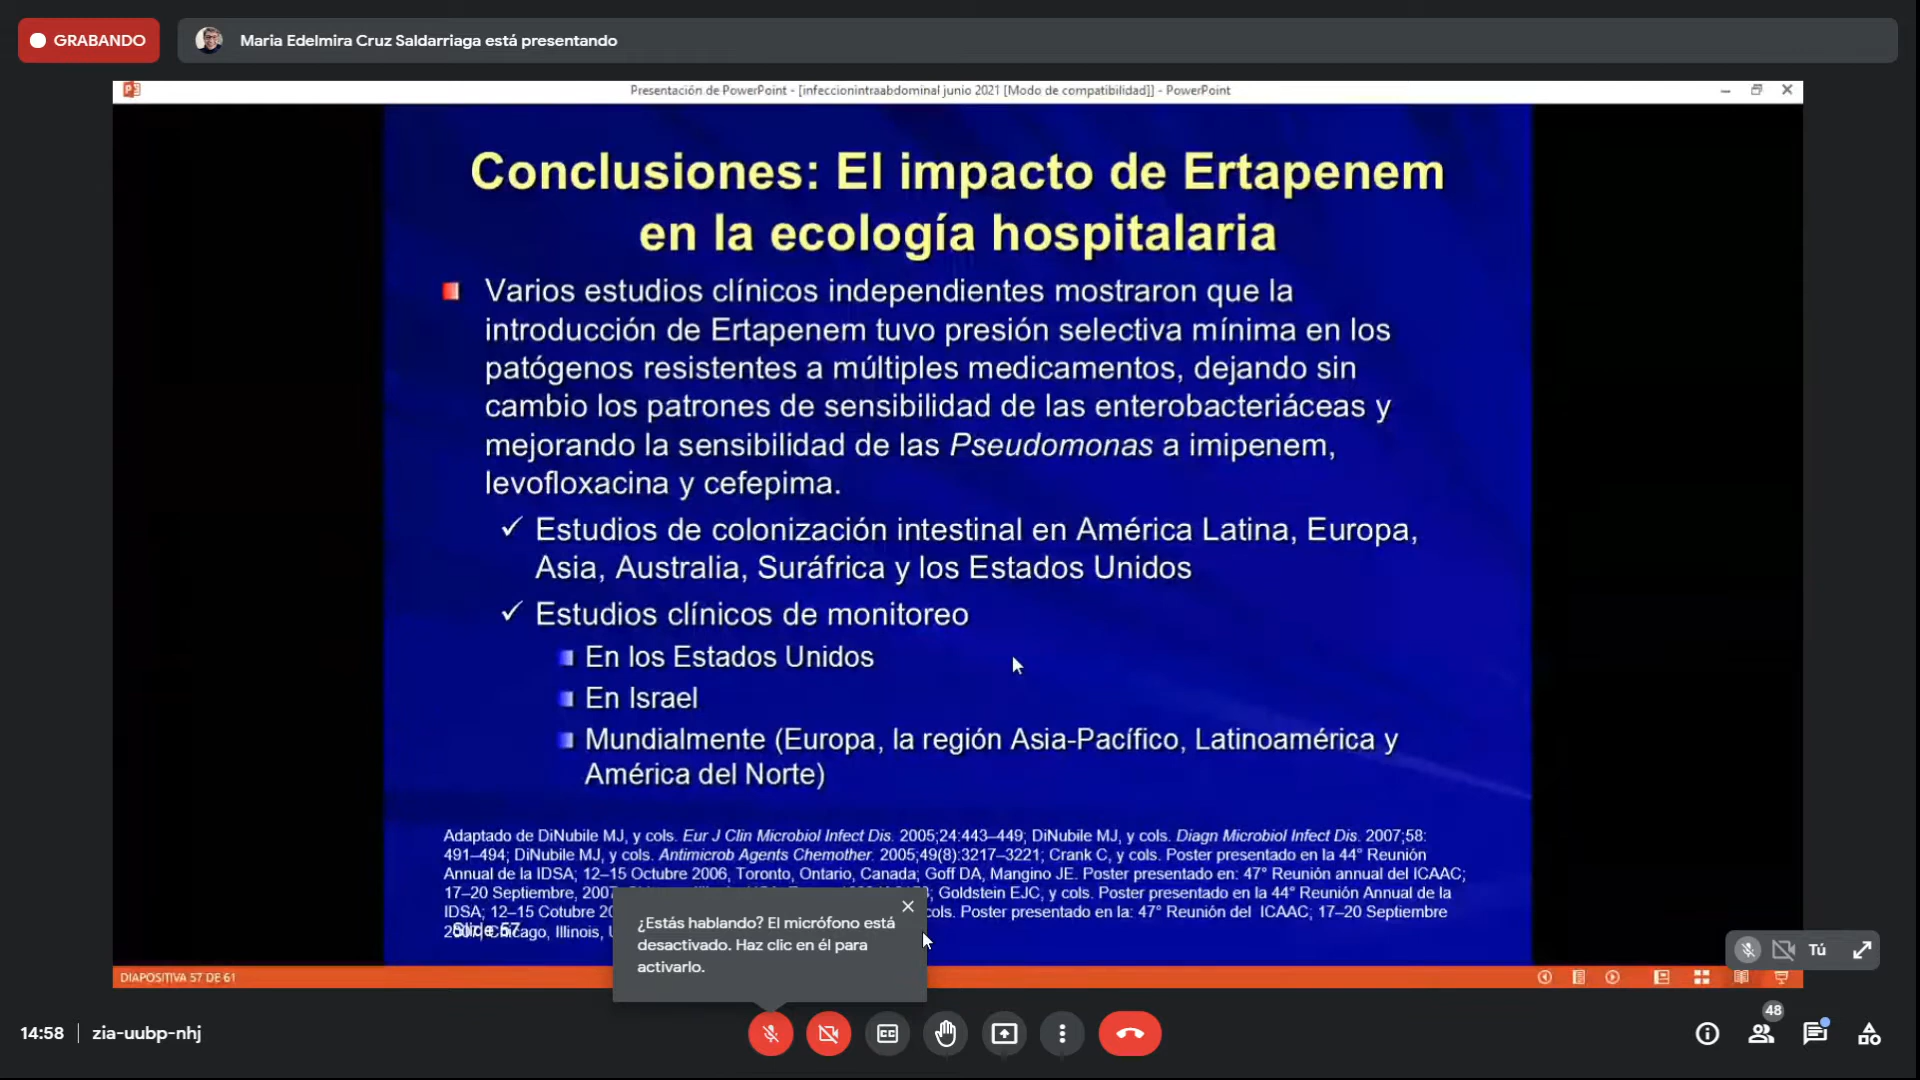 GRABANDO
Maria Edelmira Cruz Saldarriaga está presentando
Presentación de PowerPoint - [infeccionintraabdominal junio 2021 [Modo de compatibilidad]] - PowerPoint
Conclusiones: El impacto de Ertapenem
en la ecología hospitalaria
Varios estudios clínicos independientes mostraron que la
introducción de Ertapenem tuvo presión selectiva mínima en los
patógenos resistentes a múltiples medicamentos, dejando sin
cambio los patrones de sensibilidad de las enterobacteriáceas y
mejorando la sensibilidad de las Pseudomonas a imipenem,
levofloxacina y cefepima.
✓ Estudios de colonización intestinal en América Latina, Europa,
Asia, Australia, Suráfrica y los Estados Unidos
✓ Estudios clínicos de monitoreo
En los Estados Unidos
En Israel
Mundialmente (Europa, la región Asia-Pacífico, Latinoamérica y
América del Norte)
Adaptado de DiNubile MJ, y cols. Eur J Clin Microbiol Infect Dis. 2005;24:443–449; DiNubile MJ, y cols. Diagn Microbiol Infect Dis. 2007;58:
491–494; DiNubile MJ, y cols. Antimicrob Agents Chemother. 2005;49(8):3217–3221; Crank C, y cols. Poster presentado en la 44° Reunión
Annual de la IDSA; 12–15 Octubre 2006, Toronto, Ontario, Canada; Goff DA, Mangino JE. Poster presentado en: 47° Reunión annual del ICAAC;
17–20 Septiembre, 2007 Goldstein EJC, y cols. Poster presentado en la 44° Reunión Annual de la
IDSA; 12–15 Cotubre 20 cols. Poster presentado en la: 47° Reunión del ICAAC; 17–20 Septiembre
Chicago, Illinois,
Slide 57
¿Estás hablando? El micrófono está
desactivado. Haz clic en él para
activarlo.
Tú
DIAPOSITIVA 57 DE 61
14:58 zia-uubp-nhj
CC
48